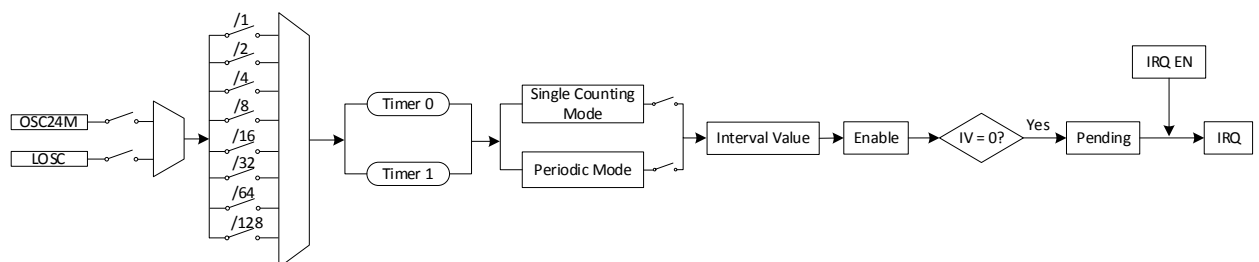 OSC24M
LOSC
/1
/2
/4
/8
/16
/32
/64
/128
Timer 0
Timer 1
Single Counting
Mode
Periodic Mode
Interval Value
Enable
IV = 0?
Yes
Pending
IRQ EN
IRQ